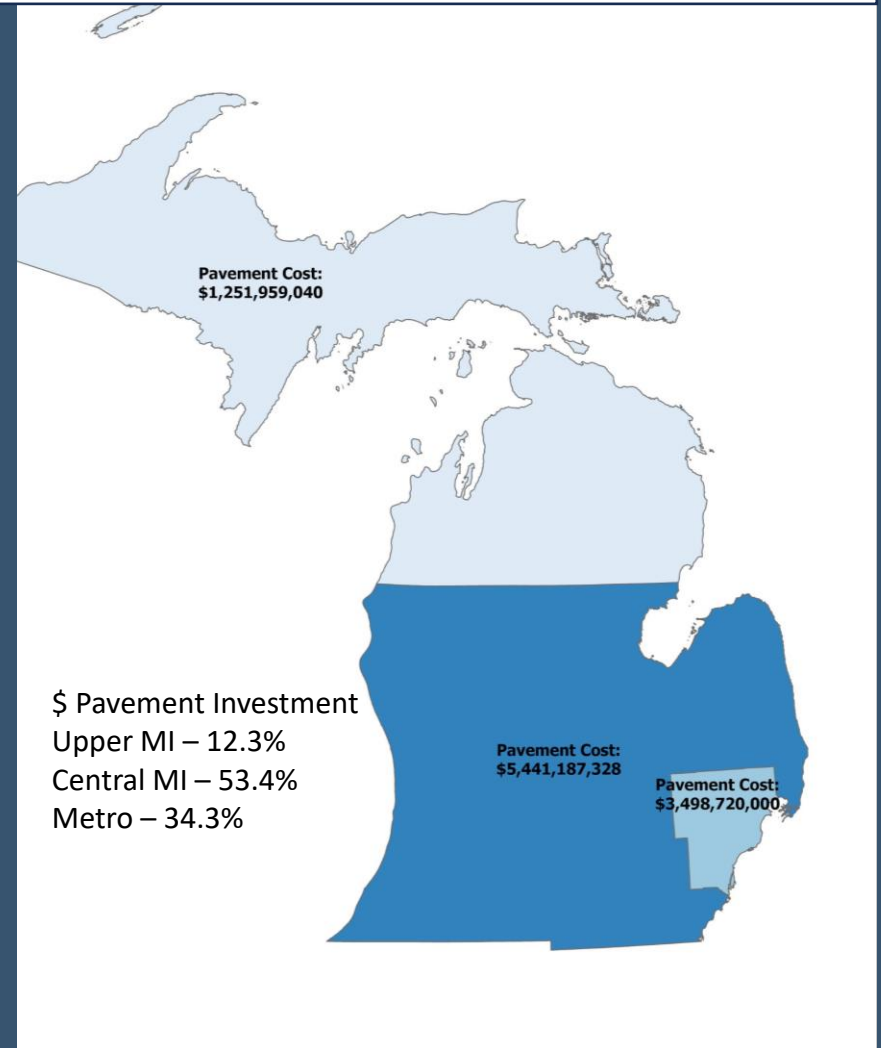 Pavement Cost:
$1,251,959,040
$ Pavement Investment
Upper MI – 12.3%
Central MI – 53.4%
Metro – 34.3%
Pavement Cost:
$5,441,187,328
Pavement Cost:
$3,498,720,000